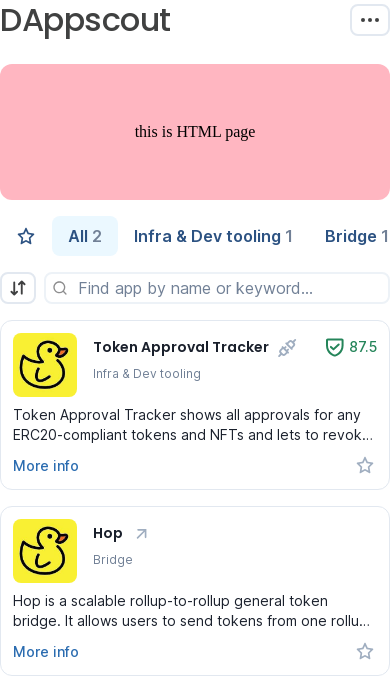 DAppscout
this is HTML page
All 2
Infra & Dev tooling 1
Bridge 1
Find app by name or keyword...
Token Approval Tracker
87.5
Infra & Dev tooling
Token Approval Tracker shows all approvals for any
ERC20-compliant tokens and NFTs and lets to revok...
More info
Hop
Bridge
Hop is a scalable rollup-to-rollup general token
bridge. It allows users to send tokens from one rollu...
More info